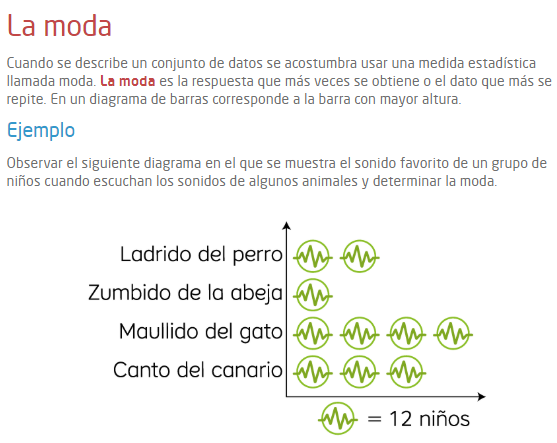 La moda
Cuando se describe un conjunto de datos se acostumbra usar una medida estadística
llamada moda. La moda es la respuesta que más veces se obtiene o el dato que más se
repite. En un diagrama de barras corresponde a la barra con mayor altura.
Ejemplo
Observar el siguiente diagrama en el que se muestra el sonido favorito de un grupo de
niños cuando escuchan los sonidos de algunos animales y determinar la moda.
Ladrido del perro
Zumbido de la abeja
Maullido del gato
Canto del canario
= 12 niños